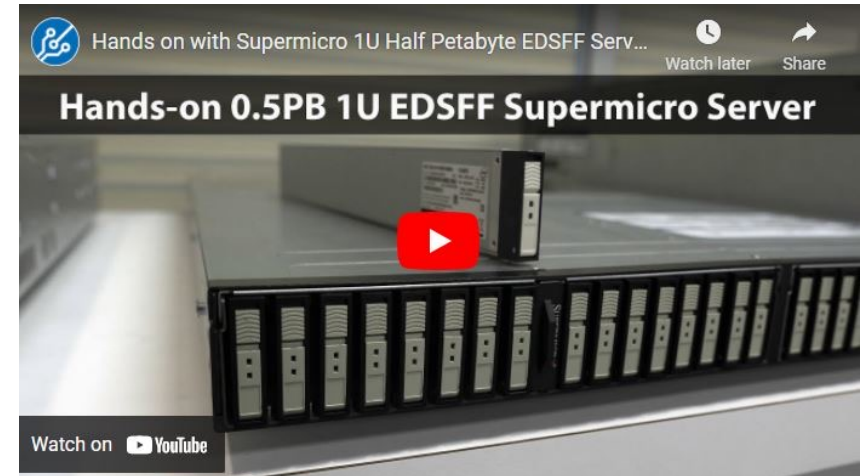 Hands on with Supermicro 1U Half Petabyte EDSFF Serv...
Watch later
Share
Hands-on 0.5PB 1U EDSFF Supermicro Server
Watch on YouTube